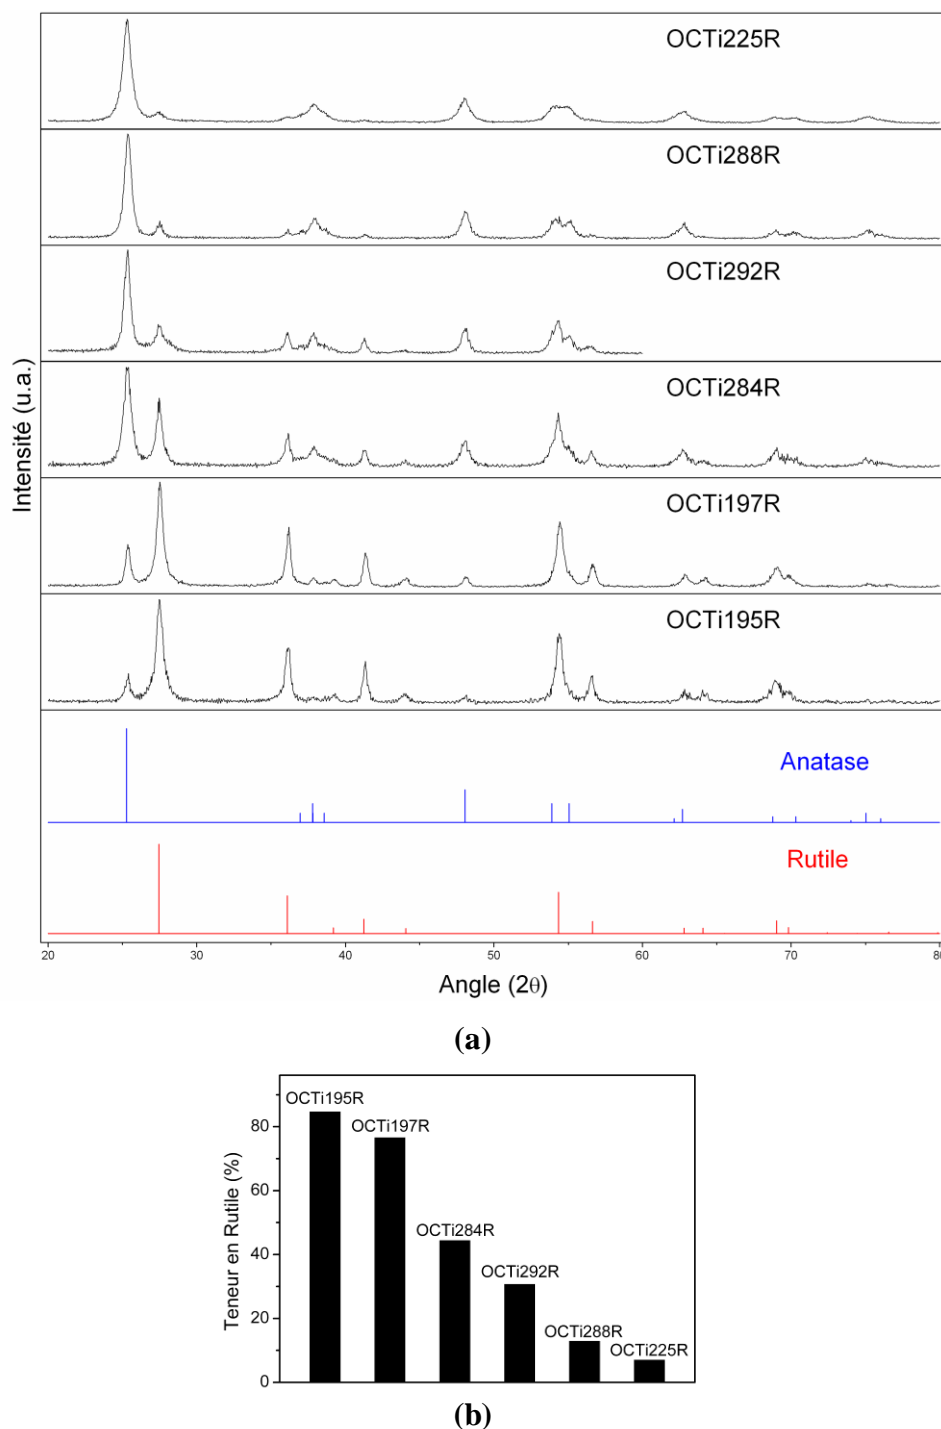 OCTi225R
OCTi288R
OCTi292R
OCTi284R
OCTi197R
OCTi195R
Anatase
Rutile
Intensité (u.a.)
20 30 40 50 60 70 80
Angle (2θ)
(a)
OCTi195R
OCTi197R
OCTi284R
OCTi292R
OCTi288R
OCTi225R
80
60
40
20
0
Teneur en Rutile (%)
(b)